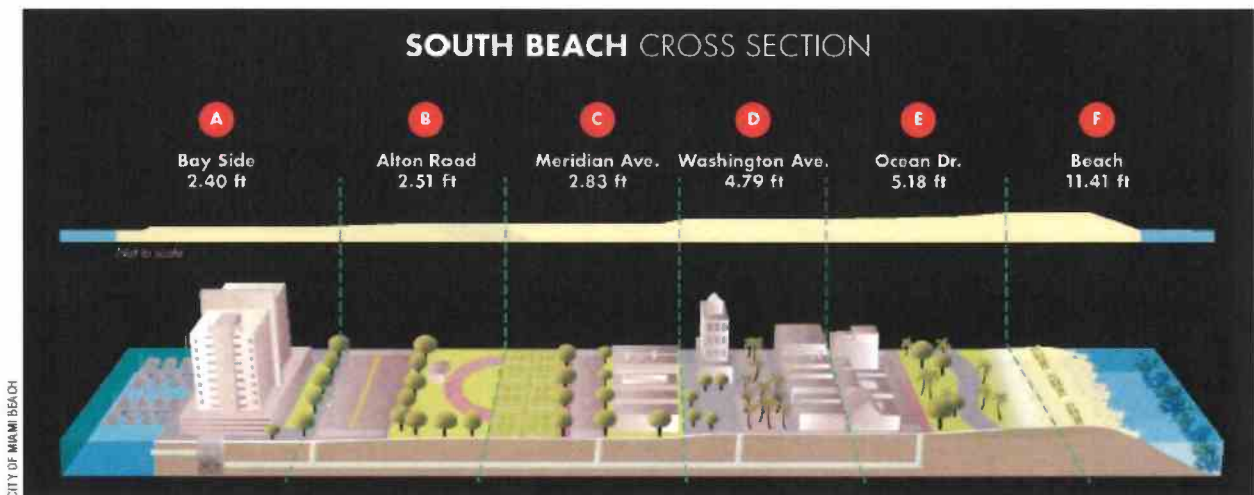 SOUTH BEACH CROSS SECTION
A B C D E F
Bay Side Alton Road Meridian Ave. Washington Ave. Ocean Dr. Beach
2.40 ft 2.51 ft 2.83 ft 4.79 ft 5.18 ft 11.41 ft
Not to scale
CITY OF MIAMI BEACH